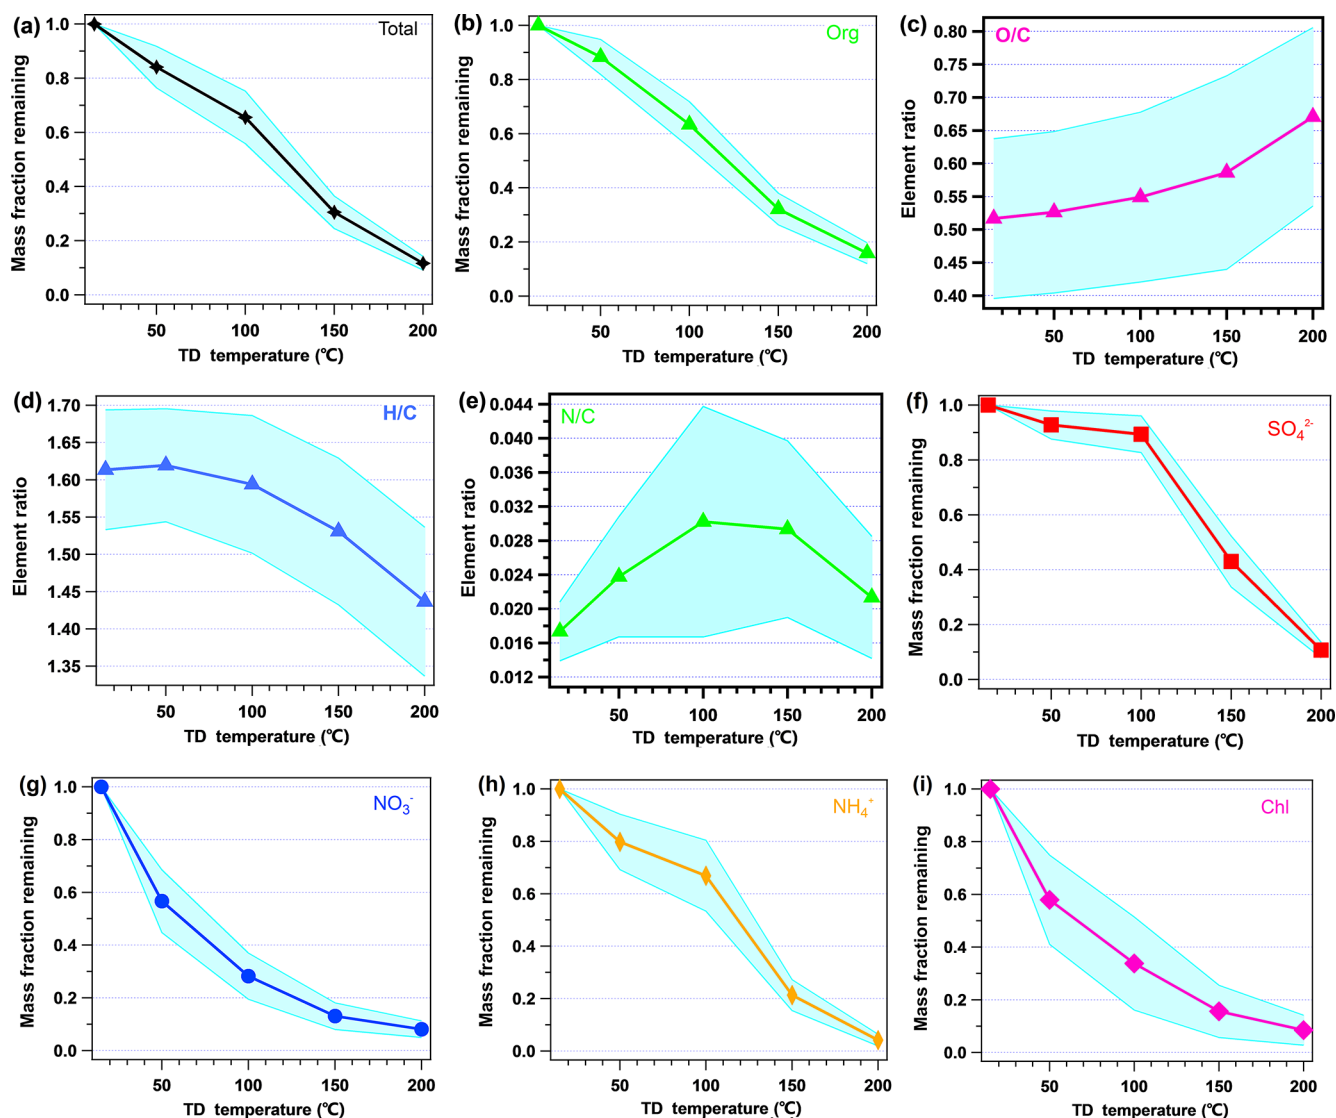 (a)
Total
Mass fraction remaining
1.0
0.8
0.6
0.4
0.2
0.0
50
100
150
200
TD temperature (℃)
(b)
Org
Mass fraction remaining
1.0
0.8
0.6
0.4
0.2
0.0
50
100
150
200
TD temperature (℃)
(c)
O/C
Element ratio
0.80
0.75
0.70
0.65
0.60
0.55
0.50
0.45
0.40
50
100
150
200
TD temperature (℃)
(d)
H/C
Element ratio
1.70
1.65
1.60
1.55
1.50
1.45
1.40
1.35
50
100
150
200
TD temperature (℃)
(e)
N/C
Element ratio
0.044
0.040
0.036
0.032
0.028
0.024
0.020
0.016
0.012
50
100
150
200
TD temperature (℃)
(f)
SO₄²⁻
Mass fraction remaining
1.0
0.8
0.6
0.4
0.2
0.0
50
100
150
200
TD temperature (℃)
(g)
NO₃⁻
Mass fraction remaining
1.0
0.8
0.6
0.4
0.2
0.0
50
100
150
200
TD temperature (℃)
(h)
NH₄⁺
Mass fraction remaining
1.0
0.8
0.6
0.4
0.2
0.0
50
100
150
200
TD temperature (℃)
(i)
Chl
Mass fraction remaining
1.0
0.8
0.6
0.4
0.2
0.0
50
100
150
200
TD temperature (℃)